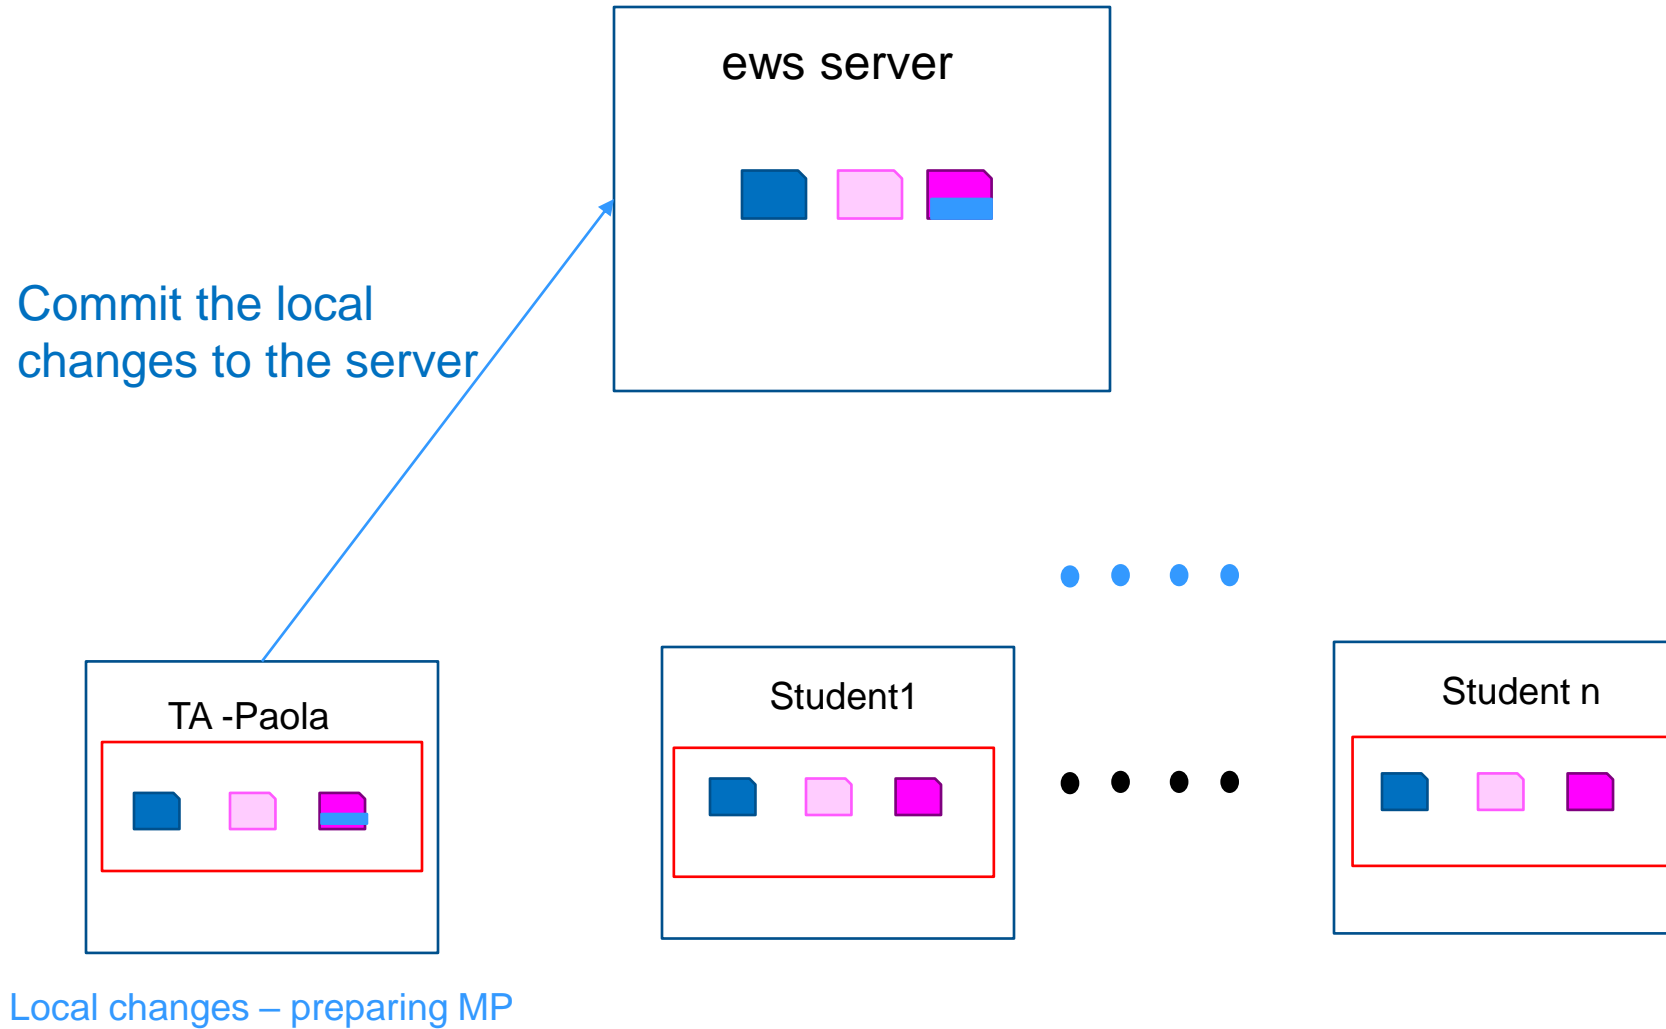 ews server
Commit the local
changes to the server
TA -Paola
Student1
Student n
Local changes – preparing MP